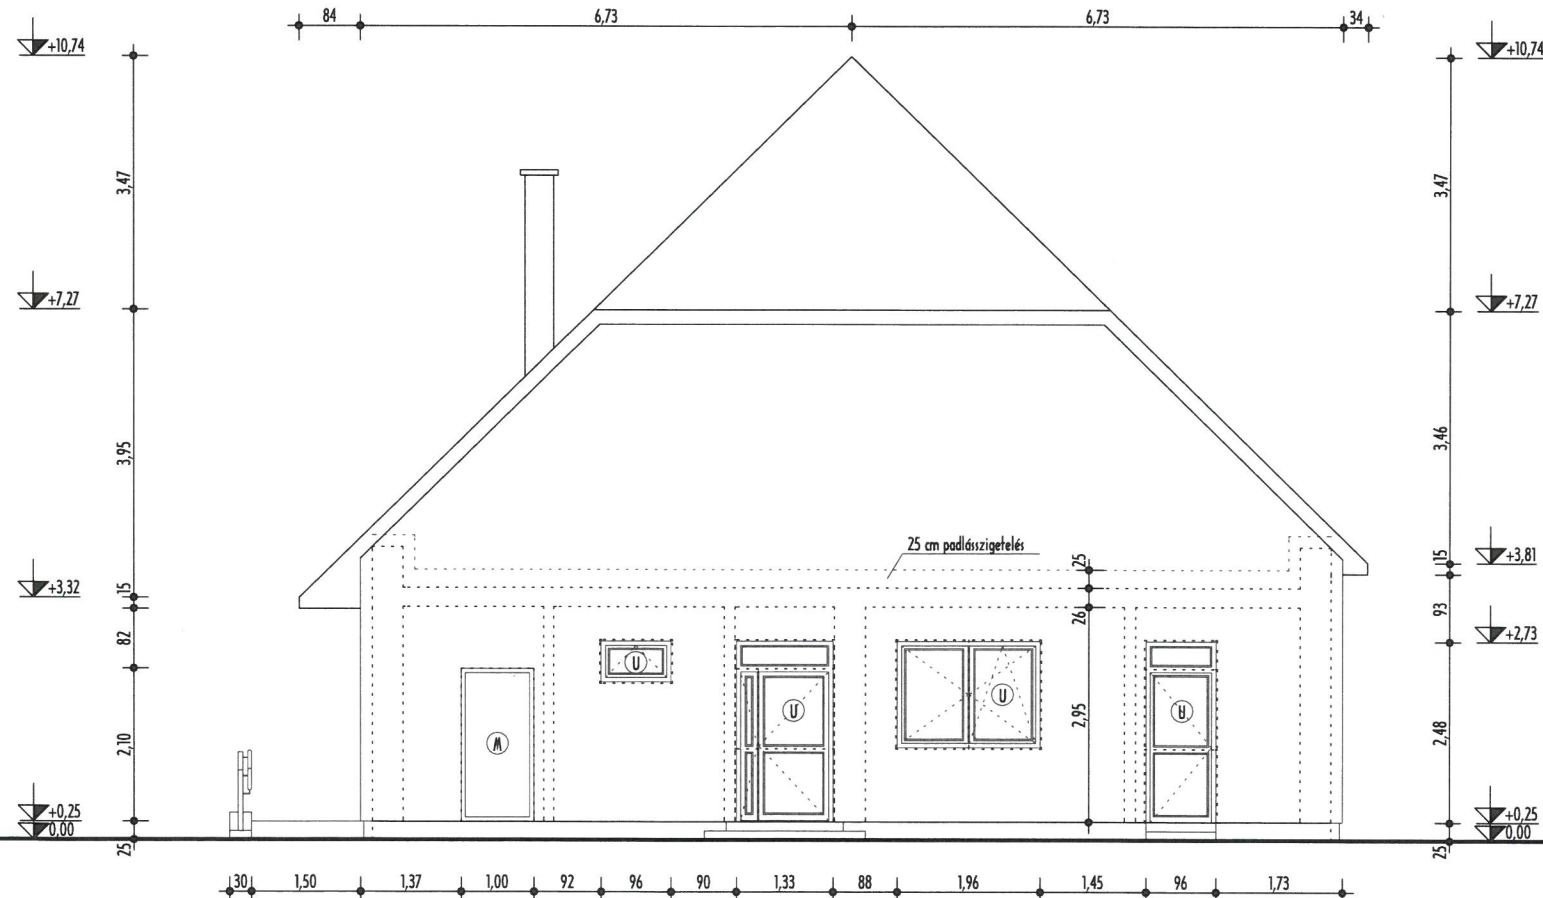 84 6,73 6,73 34
+10,74 +10,74
3,47 3,47
+7,27 +7,27
3,95 3,46
25 cm padlásszigetelés
25
+3,32 15 15 +3,81
82 26 93
+2,73
U
U U U
2,10 M 2,95 2,48
+0,25 +0,25
0,00 0,00
25 25
30 1,50 1,37 1,00 92 96 90 1,33 88 1,96 1,45 96 1,73